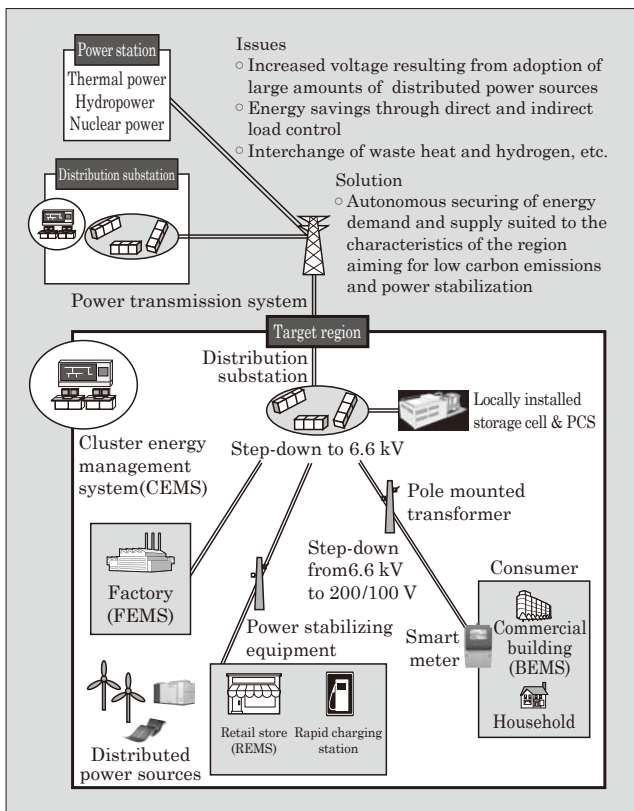 Power station
Thermal power
Hydropower
Nuclear power
Issues
○ Increased voltage resulting from adoption of
large amounts of distributed power sources
○ Energy savings through direct and indirect
load control
○ Interchange of waste heat and hydrogen, etc.
Distribution substation
Solution
○ Autonomous securing of energy
demand and supply suited to the
characteristics of the region
aiming for low carbon emissions
and power stabilization
Power transmission system
Target region
Distribution
substation
Locally installed
storage cell & PCS
Cluster energy
management
system(CEMS)
Step-down to 6.6 kV
Pole mounted
transformer
Factory
(FEMS)
Step-down
from6.6 kV
to 200/100 V
Power stabilizing
equipment
Smart
meter
Consumer
Commercial
building
(BEMS)
Household
Distributed
power sources
Retail store
(REMS)
Rapid charging
station